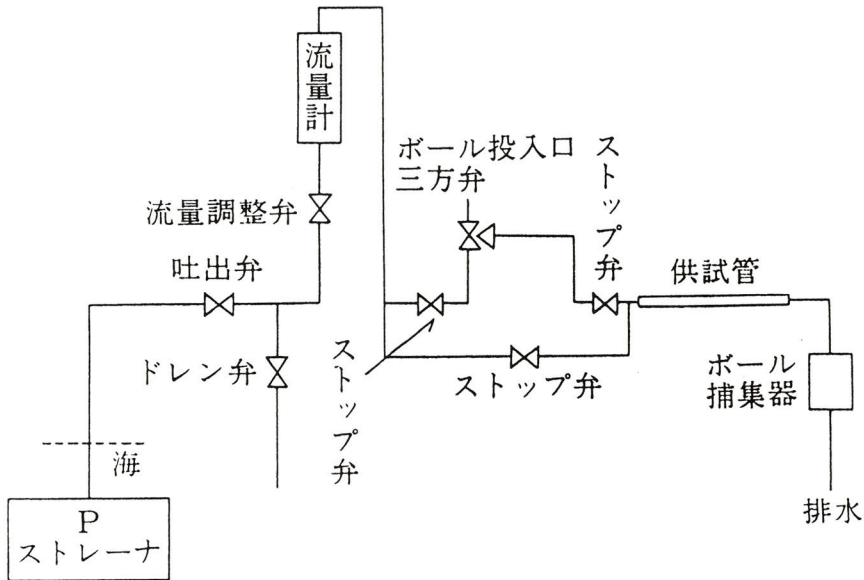 流量計
ボール投入口
三方弁
ストップ弁
流量調整弁
吐出弁
供試管
ドレン弁
ストップ弁
ストップ弁
ボール
捕集器
海
P
ストレーナ
排水